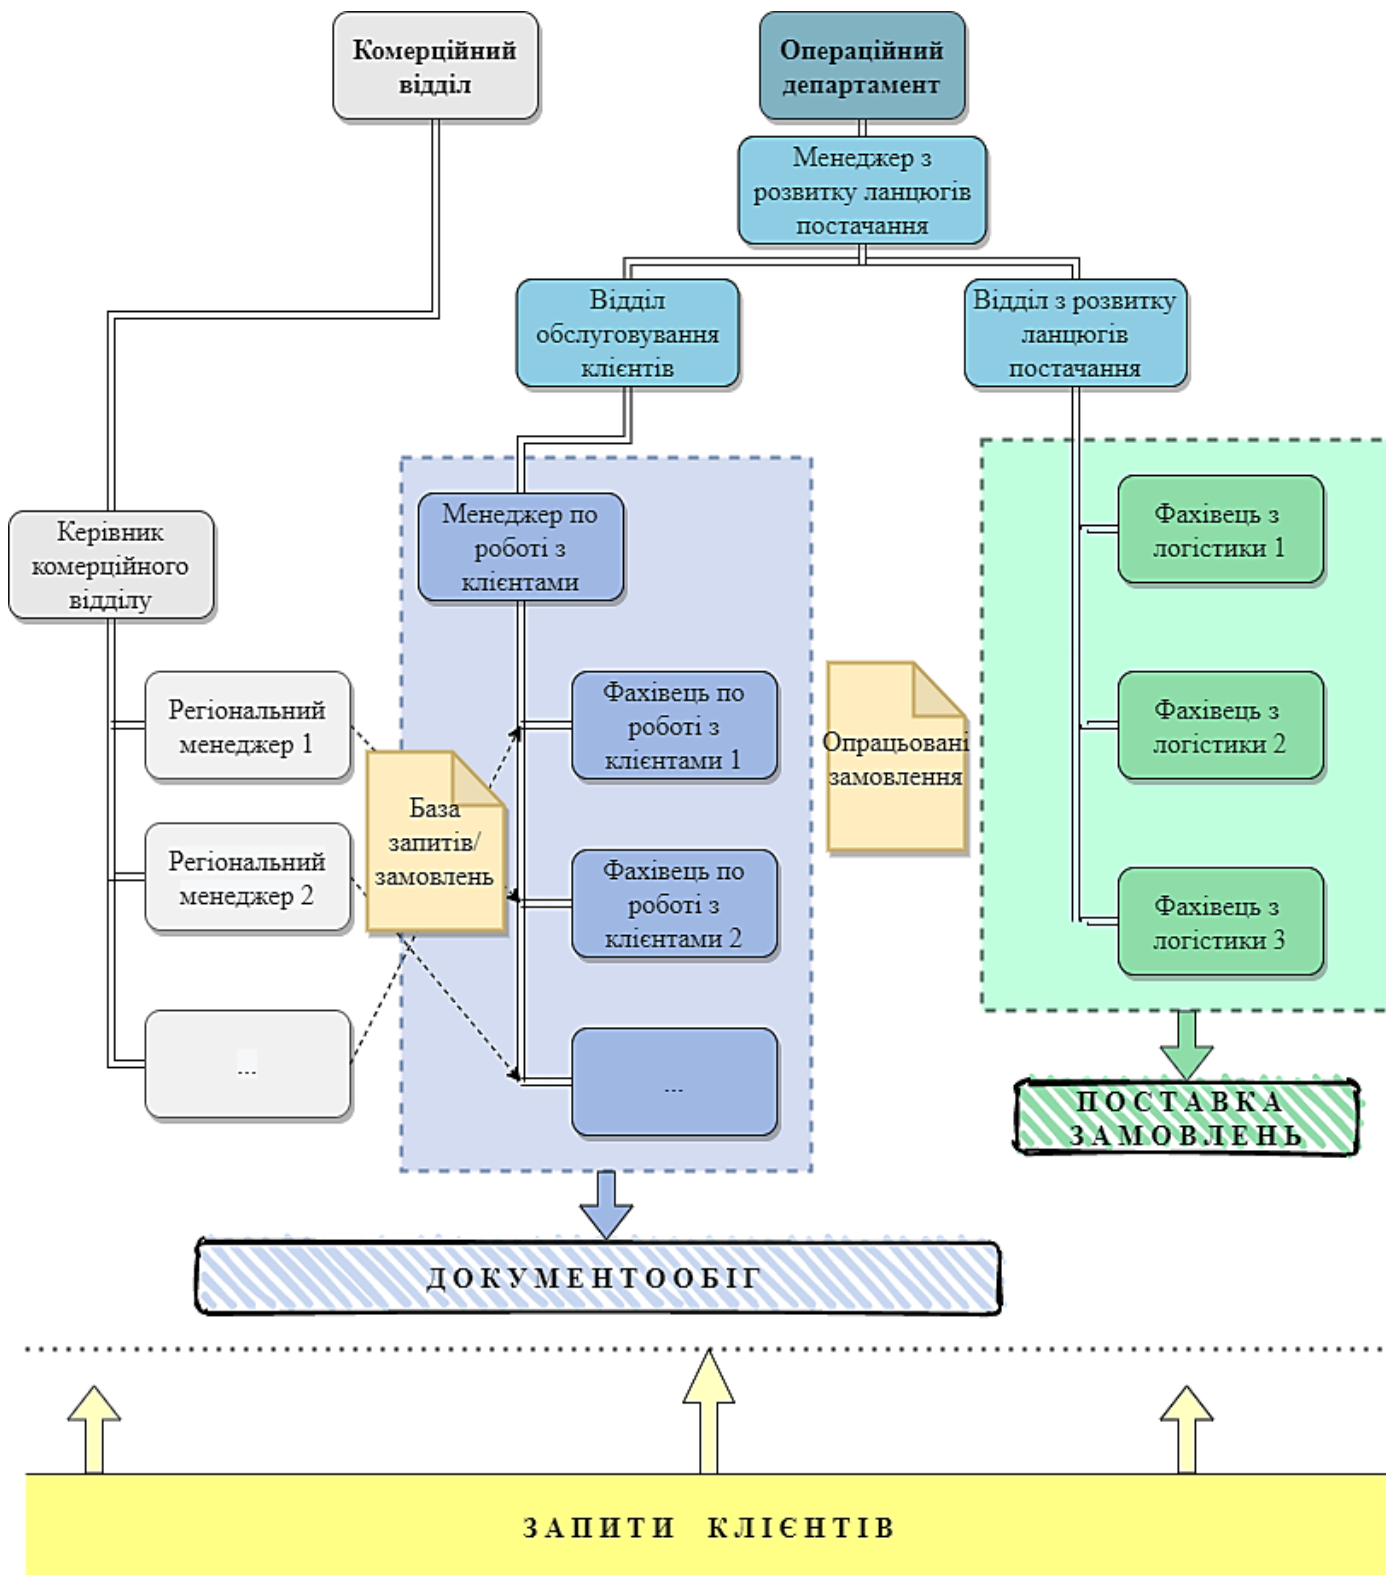 Комерційний
відділ
Операційний
департамент
Менеджер з
розвитку ланцюгів
постачання
Відділ
обслуговування
клієнтів
Відділ з розвитку
ланцюгів
постачання
Керівник
комерційного
відділу
Менеджер по
роботі з
клієнтами
Фахівець з
логістики 1
Регіональний
менеджер 1
Фахівець по
роботі з
клієнтами 1
Опрацьовані
замовлення
Фахівець з
логістики 2
База
запитів/
замовлень
Регіональний
менеджер 2
Фахівець по
роботі з
клієнтами 2
Фахівець з
логістики 3
...
...
ПОСТАВКА
ЗАМОВЛЕНЬ
ДОКУМЕНТООБІГ
ЗАПИТИ КЛІЄНТІВ